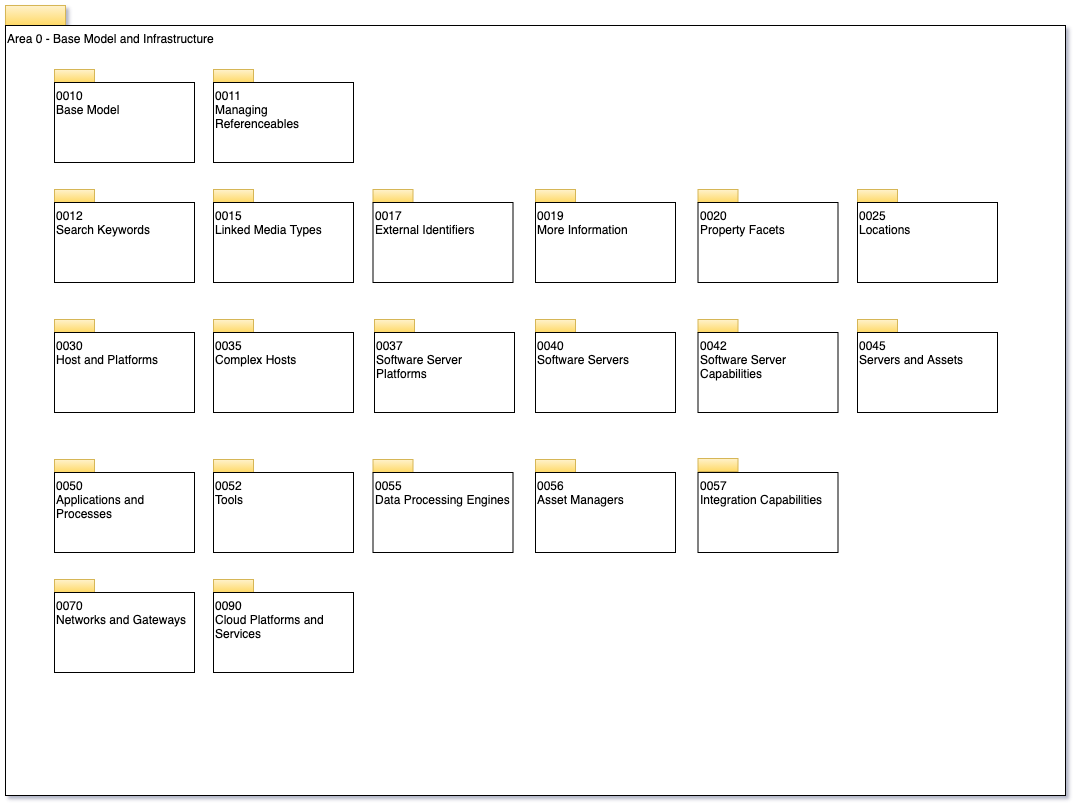 Area 0 - Base Model and Infrastructure
0010
Base Model
0011
Managing
Referenceables
0012
Search Keywords
0015
Linked Media Types
0017
External Identifiers
0019
More Information
0020
Property Facets
0025
Locations
0030
Host and Platforms
0035
Complex Hosts
0037
Software Server
Platforms
0040
Software Servers
0042
Software Server
Capabilities
0045
Servers and Assets
0050
Applications and
Processes
0052
Tools
0055
Data Processing Engines
0056
Asset Managers
0057
Integration Capabilities
0070
Networks and Gateways
0090
Cloud Platforms and
Services